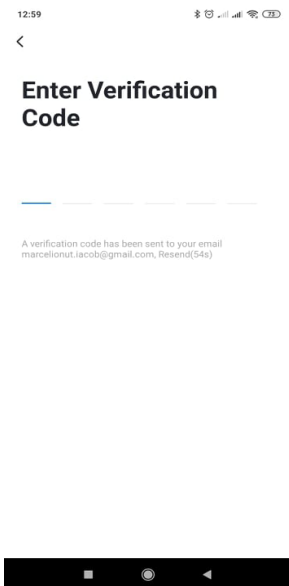 12:59
73
Enter Verification
Code
A verification code has been sent to your email
marcelionut.iacob@gmail.com, Resend(54s)